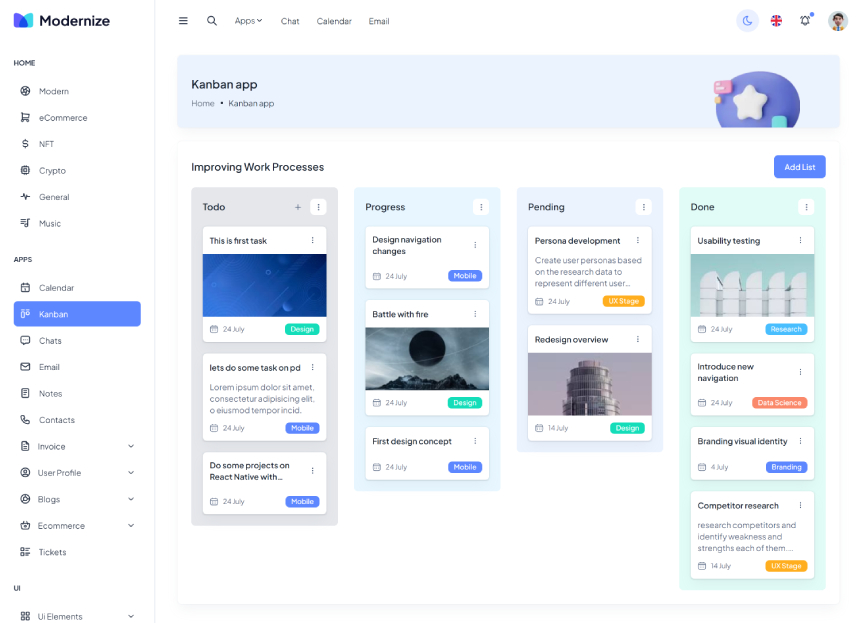 Modernize
Apps
Chat
Calendar
Email
HOME
Modern
eCommerce
NFT
Crypto
General
Music
APPS
Calendar
Kanban
Chats
Email
Notes
Contacts
Invoice
User Profile
Blogs
Ecommerce
Tickets
UI
Ui Elements
Kanban app
Home • Kanban app
Improving Work Processes
Add List
Todo
This is first task
24 July
Design
lets do some task on pd
Lorem ipsum dolor sit amet,
consectetur adipisicing elit,
o eiusmod tempor incid.
24 July
Mobile
Do some projects on
React Native with...
24 July
Mobile
Progress
Design navigation
changes
24 July
Mobile
Battle with fire
24 July
Design
First design concept
24 July
Mobile
Pending
Persona development
Create user personas based
on the research data to
represent different user...
24 July
UX Stage
Redesign overview
14 July
Design
Done
Usability testing
24 July
Research
Introduce new
navigation
24 July
Data Science
Branding visual identity
4 July
Branding
Competitor research
research competitors and
identify weakness and
strengths each of them....
14 July
UX Stage